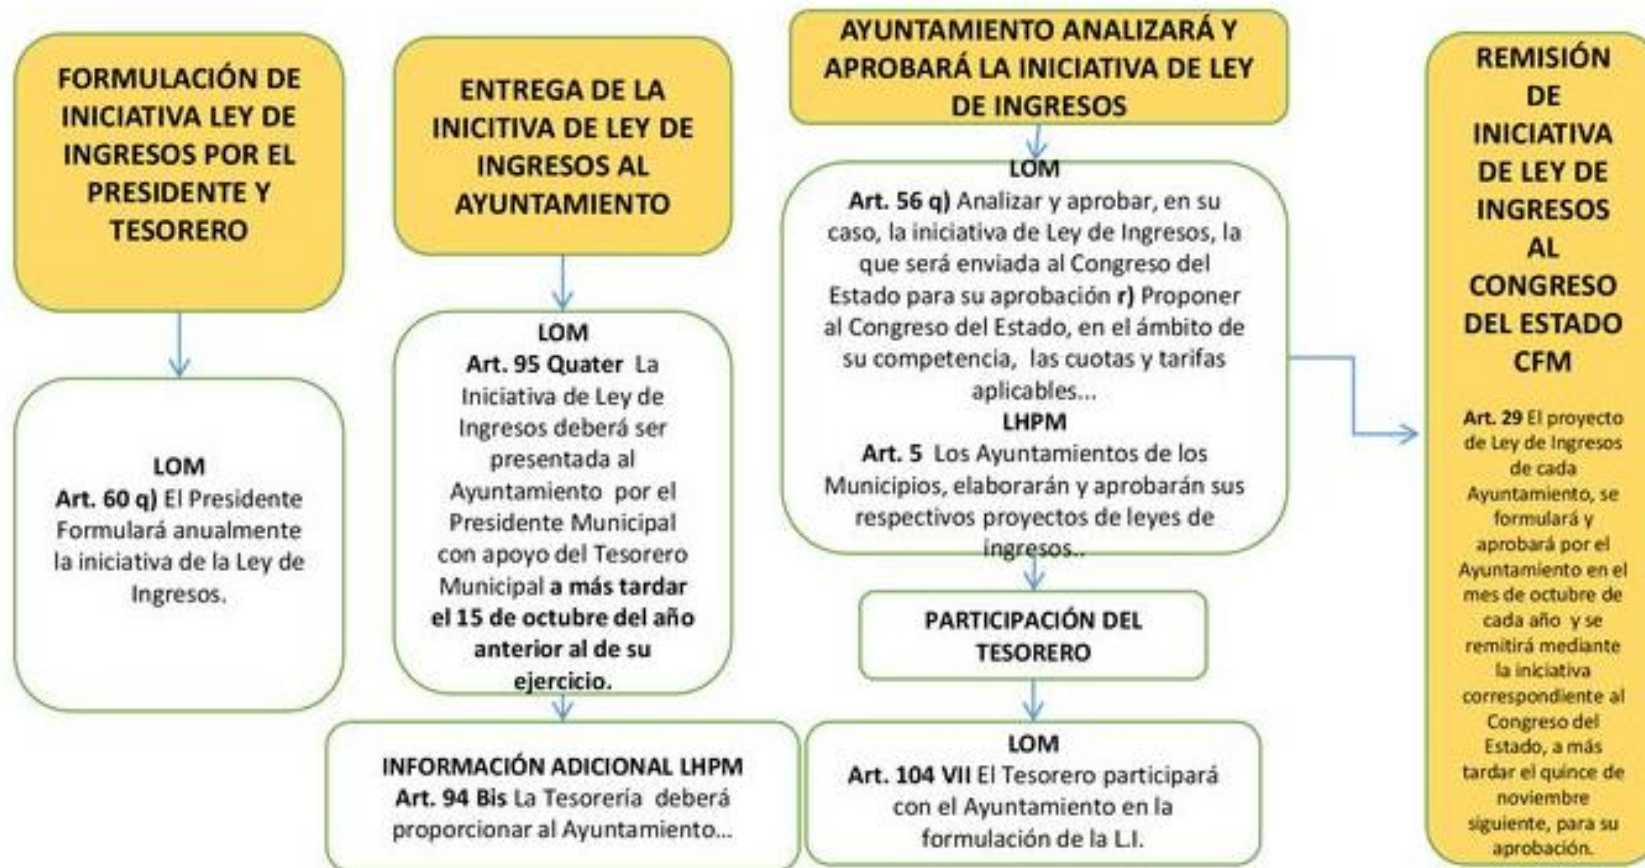 FORMULACIÓN DE
INICIATIVA LEY DE
INGRESOS POR EL
PRESIDENTE Y
TESORERO
LOM
Art. 60 q) El Presidente
Formulará anualmente
la iniciativa de la Ley de
Ingresos.
ENTREGA DE LA
INICITIVA DE LEY DE
INGRESOS AL
AYUNTAMIENTO
LOM
Art. 95 Quater La
Iniciativa de Ley de
Ingresos deberá ser
presentada al
Ayuntamiento por el
Presidente Municipal
con apoyo del Tesorero
Municipal a más tardar
el 15 de octubre del año
anterior al de su
ejercicio.
INFORMACIÓN ADICIONAL LHPM
Art. 94 Bis La Tesorería deberá
proporcionar al Ayuntamiento...
AYUNTAMIENTO ANALIZARÁ Y
APROBARÁ LA INICIATIVA DE LEY
DE INGRESOS
LOM
Art. 56 q) Analizar y aprobar, en su
caso, la iniciativa de Ley de Ingresos, la
que será enviada al Congreso del
Estado para su aprobación r) Proponer
al Congreso del Estado, en el ámbito de
su competencia, las cuotas y tarifas
aplicables...
LHPM
Art. 5 Los Ayuntamientos de los
Municipios, elaborarán y aprobarán sus
respectivos proyectos de leyes de
ingresos..
PARTICIPACIÓN DEL
TESORERO
LOM
Art. 104 VII El Tesorero participará
con el Ayuntamiento en la
formulación de la L.I.
REMISIÓN
DE
INICIATIVA
DE LEY DE
INGRESOS
AL
CONGRESO
DEL ESTADO
CFM
Art. 29 El proyecto
de Ley de Ingresos
de cada
Ayuntamiento, se
formulará y
aprobará por el
Ayuntamiento en el
mes de octubre de
cada año y se
remitirá mediante
la iniciativa
correspondiente al
Congreso del
Estado, a más
tardar el quince de
noviembre
siguiente, para su
aprobación.